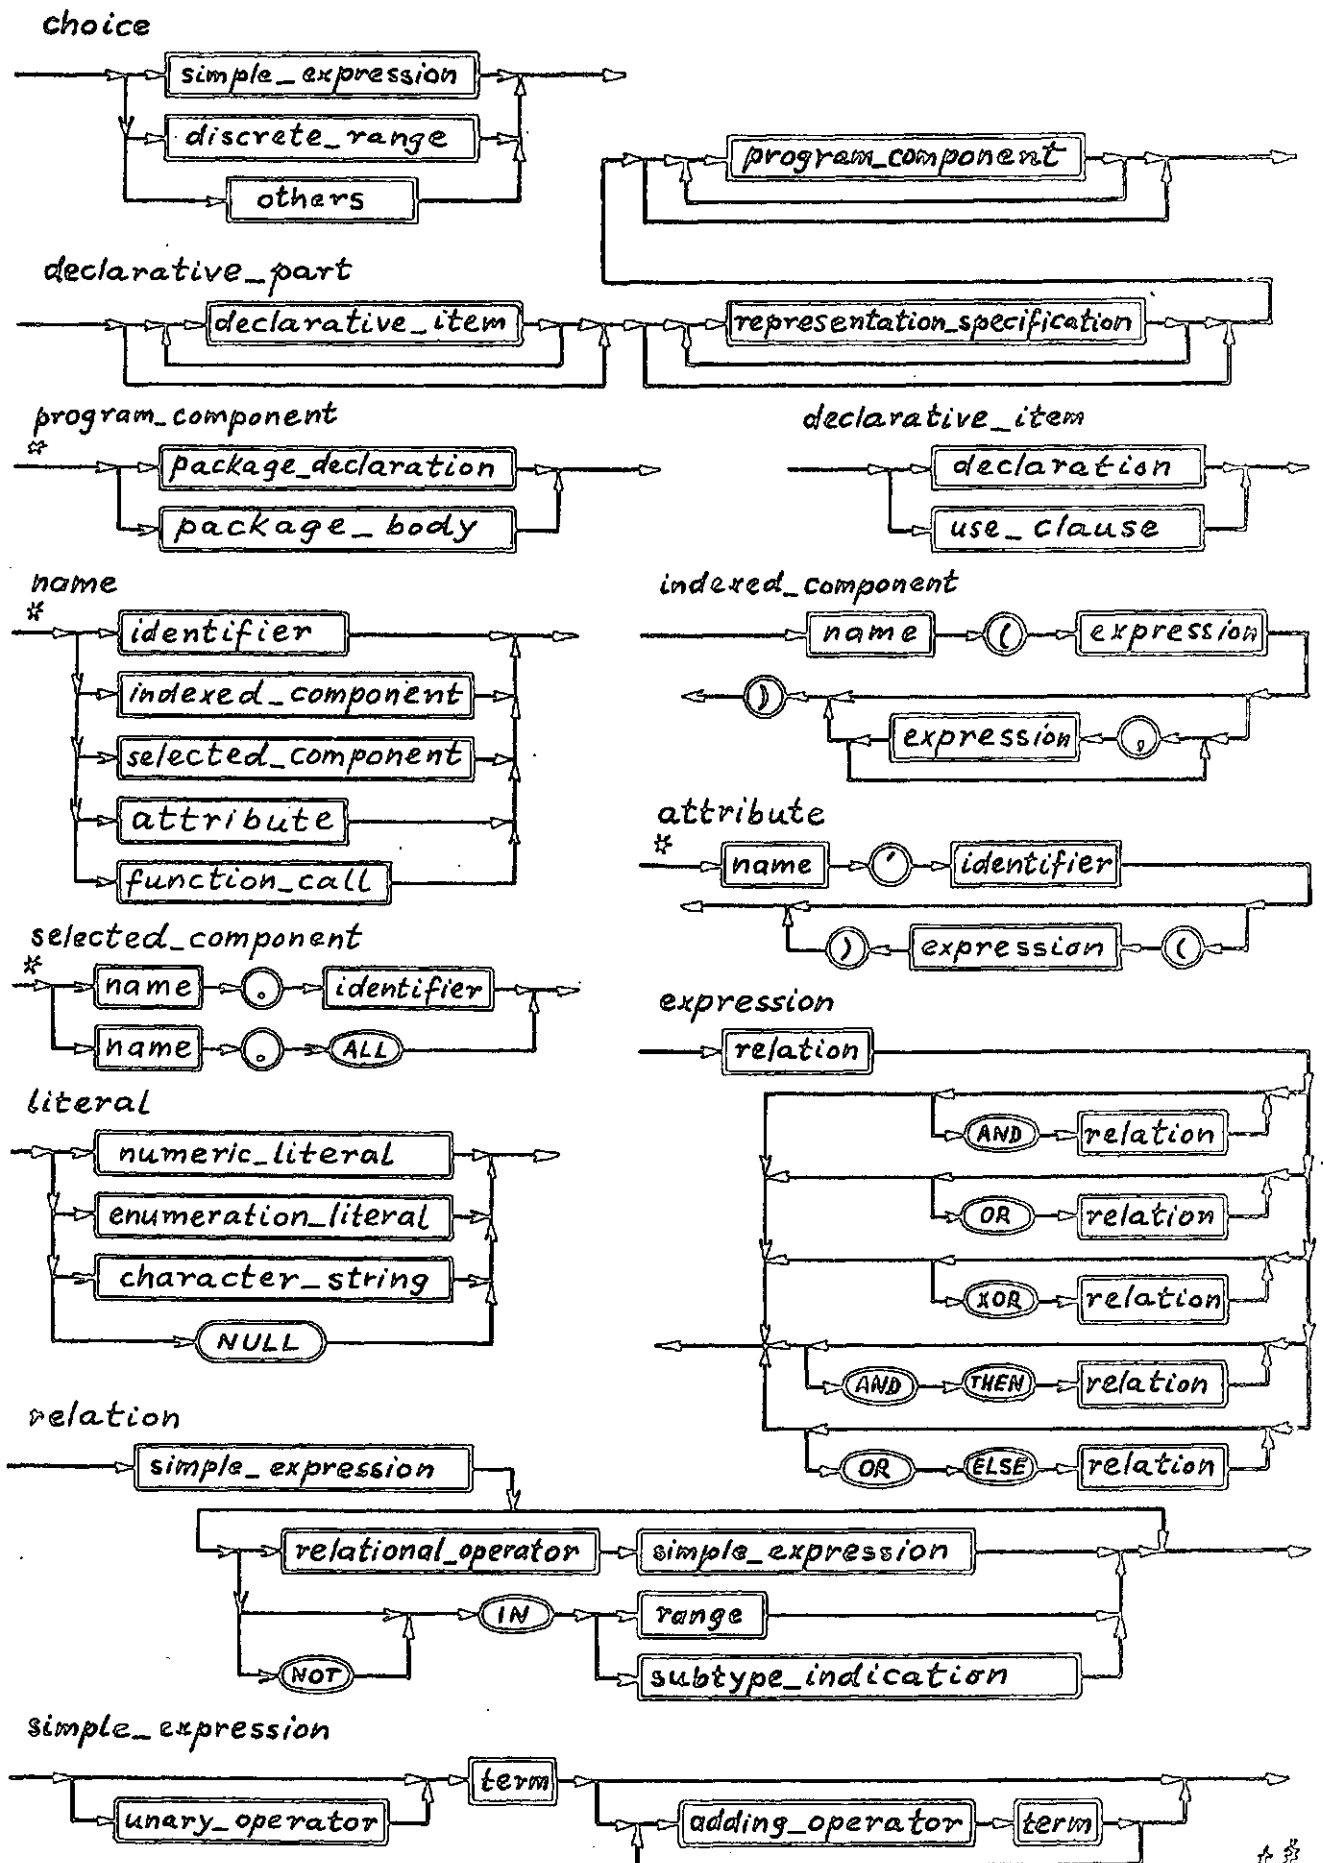 choice
simple_expression
discrete_range
others
program_component
declarative_part
declarative_item
representation_specification
program_component
*
package_declaration
package_body
declarative_item
declaration
use_clause
name
*
identifier
indexed_component
selected_component
attribute
function_call
indexed_component
name ( expression
)
expression ,
attribute
*
name ' identifier
) expression (
selected_component
*
name . identifier
name . ALL
expression
relation
AND relation
OR relation
XOR relation
AND THEN relation
OR ELSE relation
literal
numeric_literal
enumeration_literal
character_string
NULL
relation
simple_expression
relational_operator simple_expression
IN range
NOT
subtype_indication
simple_expression
term
unary_operator
adding_operator term
**